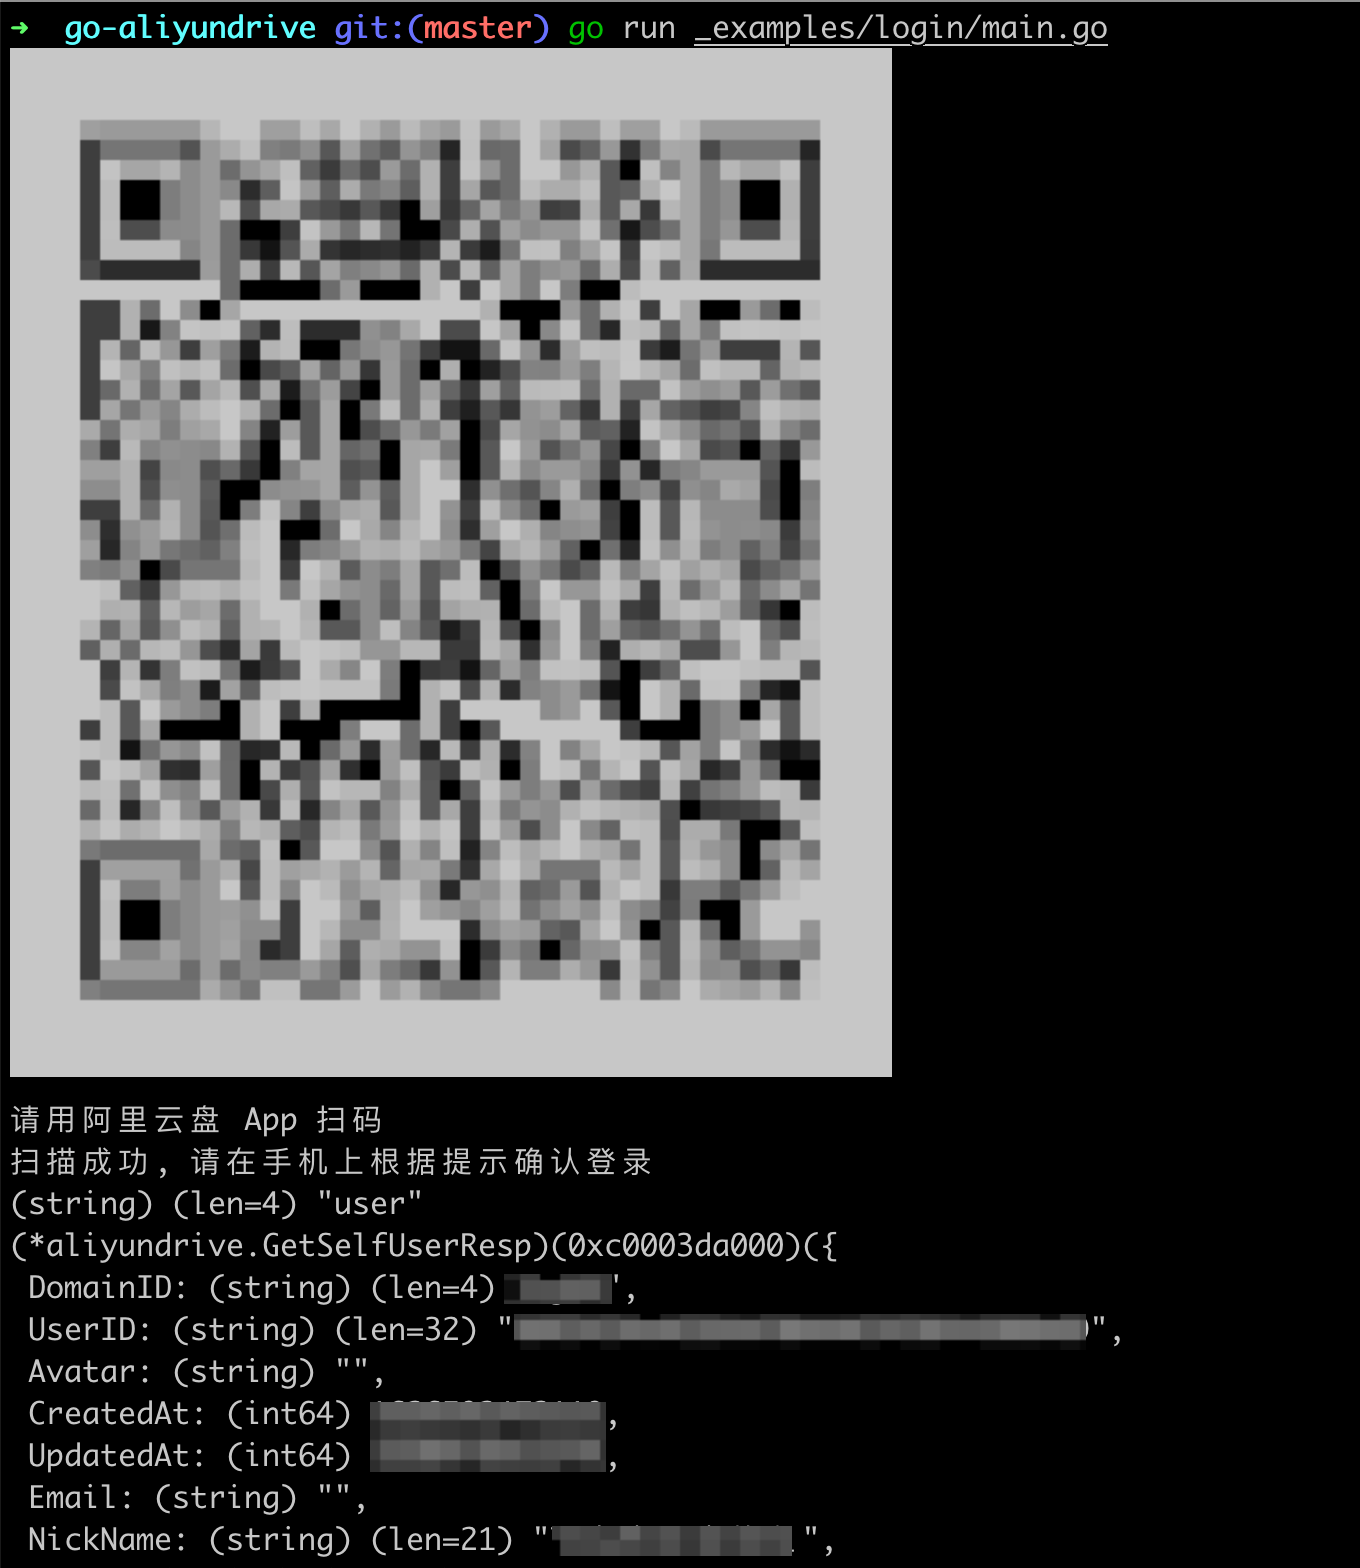 ➜  go-aliyundrive git:(master) go run _examples/login/main.go
请用阿里云盘 App 扫码
扫描成功, 请在手机上根据提示确认登录
(string) (len=4) "user"
(*aliyundrive.GetSelfUserResp)(0xc0003da000)({
 DomainID: (string) (len=4) ",
 UserID: (string) (len=32) "",
 Avatar: (string) "",
 CreatedAt: (int64) ,
 UpdatedAt: (int64) ,
 Email: (string) "",
 NickName: (string) (len=21) "",